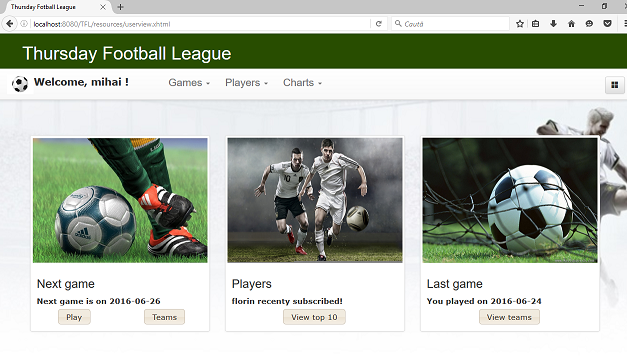 Thursday Fotball League
localhost:8080/TFL/resources/userview.xhtml
Caută
Thursday Football League
Welcome, mihai !
Games
Players
Charts
adidas
10
Next game
Next game is on 2016-06-26
Play
Teams
Players
florin recenty subscribed!
View top 10
Last game
You played on 2016-06-24
View teams